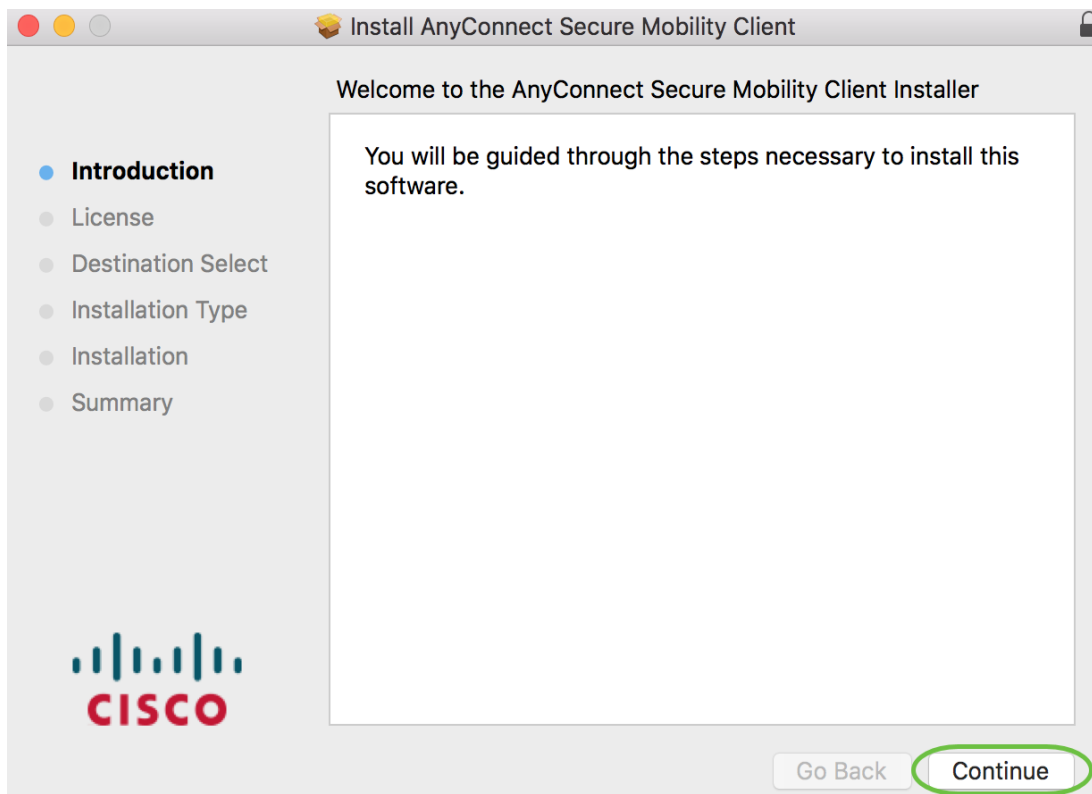 Install AnyConnect Secure Mobility Client
Welcome to the AnyConnect Secure Mobility Client Installer
Introduction
License
Destination Select
Installation Type
Installation
Summary
You will be guided through the steps necessary to install this
software.
CISCO
Go Back
Continue